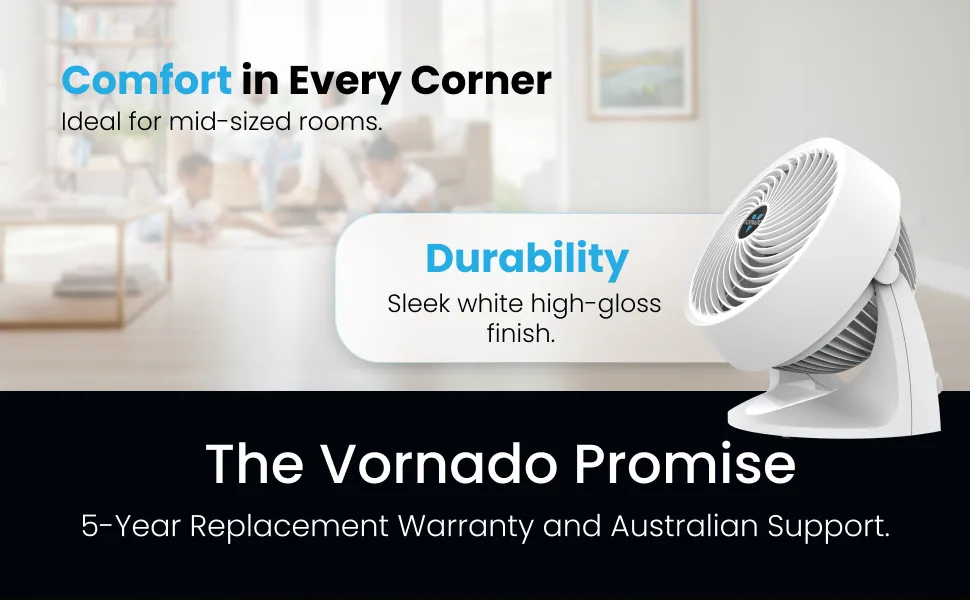 Comfort in Every Corner
Ideal for mid-sized rooms.
Durability
Sleek white high-gloss
finish.
The Vornado Promise
5-Year Replacement Warranty and Australian Support.